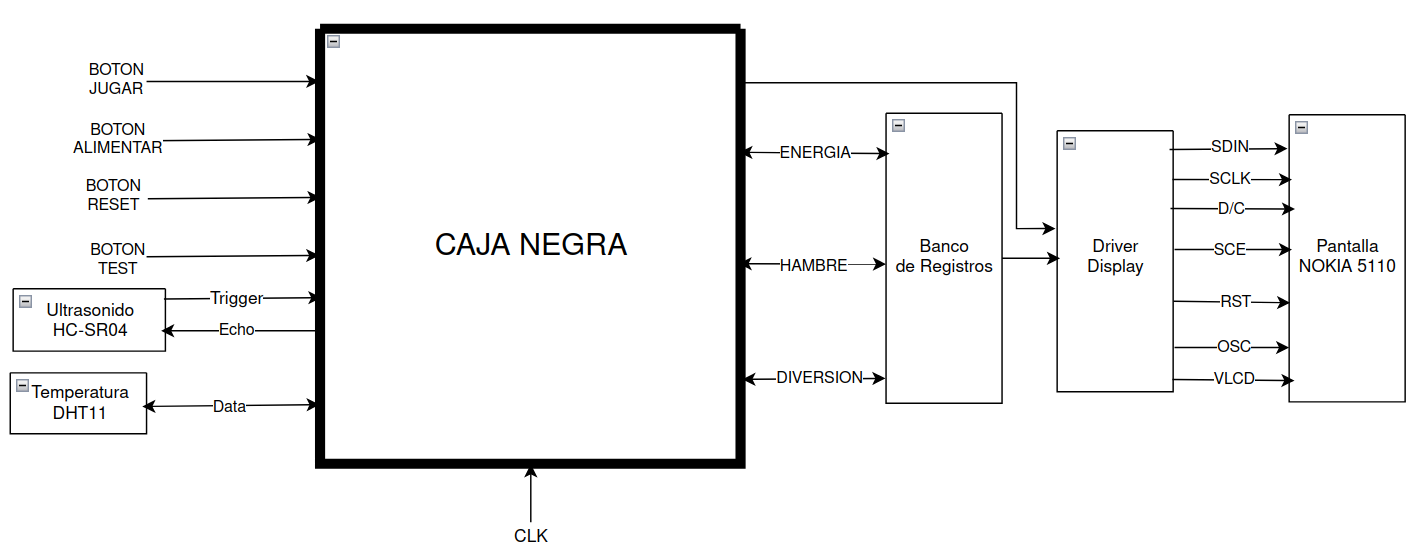 BOTON
JUGAR
BOTON
ALIMENTAR
BOTON
RESET
BOTON
TEST
Ultrasonido
HC-SR04
Trigger
Echo
Temperatura
DHT11
Data
CAJA NEGRA
CLK
ENERGIA
HAMBRE
DIVERSION
Banco
de Registros
Driver
Display
SDIN
SCLK
D/C
SCE
RST
OSC
VLCD
Pantalla
NOKIA 5110